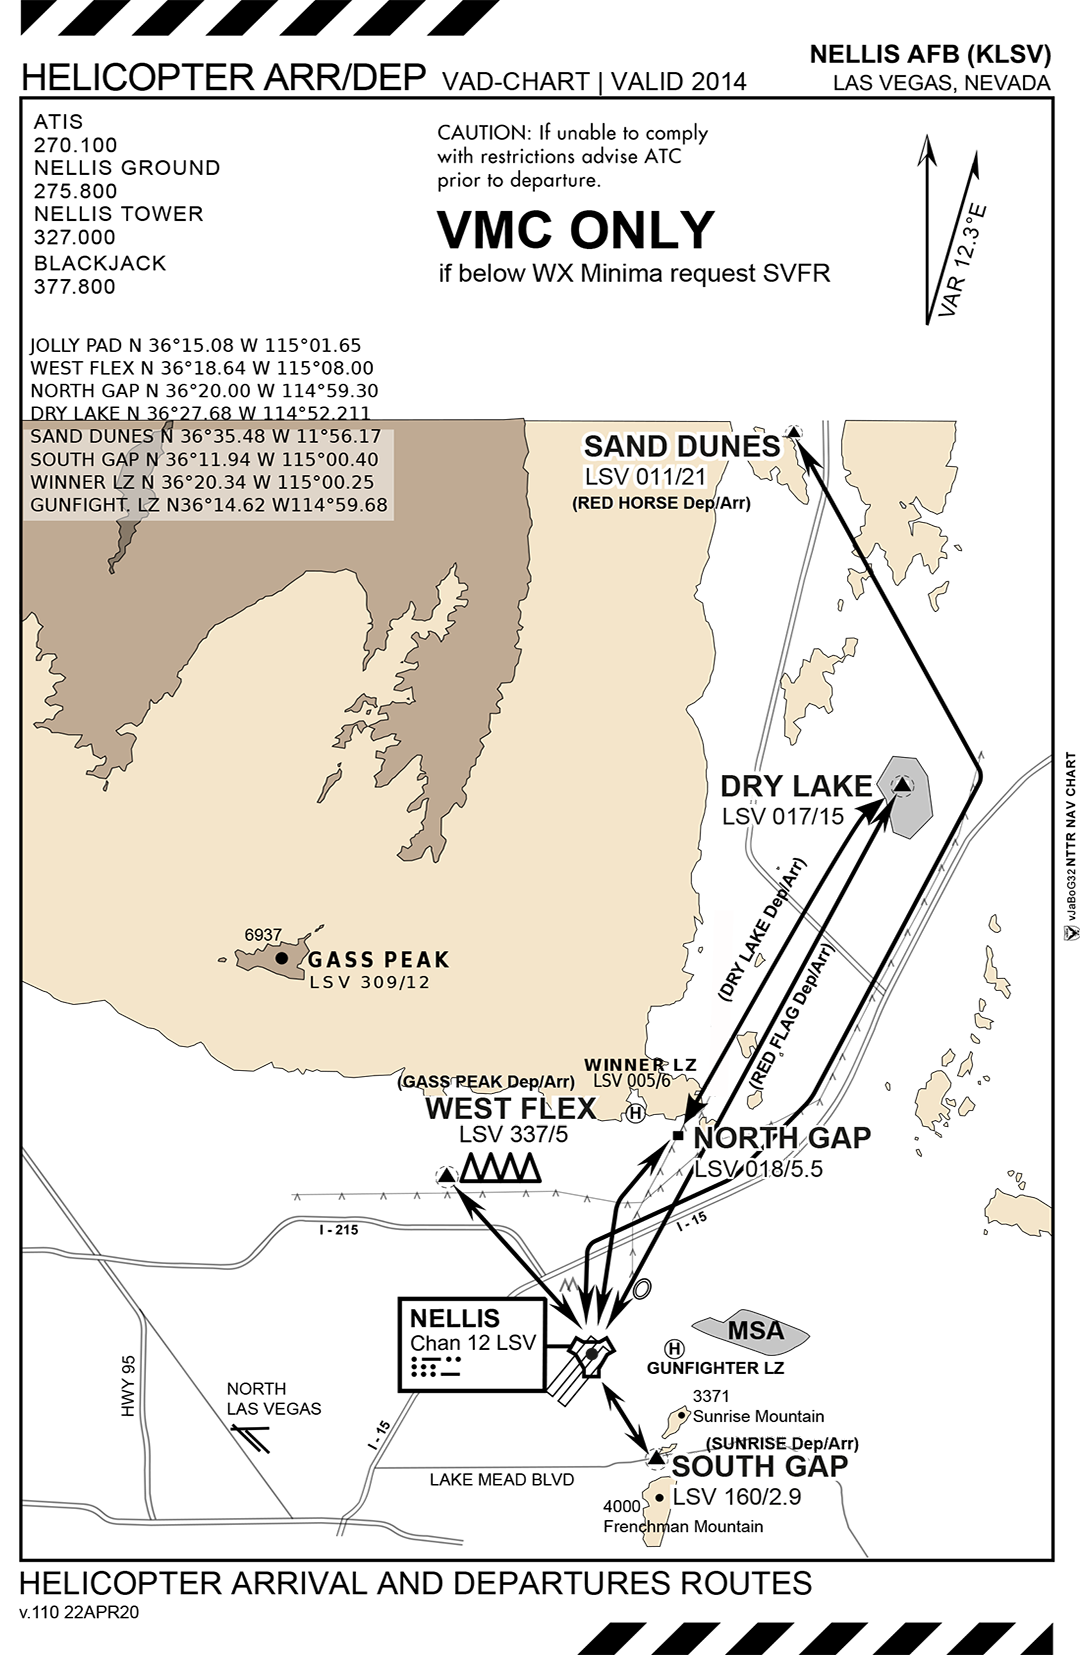 NELLIS AFB (KLSV)
HELICOPTER ARR/DEP VAD-CHART | VALID 2014
LAS VEGAS, NEVADA
ATIS
270.100
NELLIS GROUND
275.800
NELLIS TOWER
327.000
BLACKJACK
377.800
CAUTION: If unable to comply
with restrictions advise ATC
prior to departure.
VMC ONLY
if below WX Minima request SVFR
VAR 12.3°E
JOLLY PAD N 36°15.08 W 115°01.65
WEST FLEX N 36°18.64 W 115°08.00
NORTH GAP N 36°20.00 W 114°59.30
DRY LAKE N 36°27.68 W 114°52.211
SAND DUNES N 36°35.48 W 11°56.17
SOUTH GAP N 36°11.94 W 115°00.40
WINNER LZ N 36°20.34 W 115°00.25
GUNFIGHT. LZ N36°14.62 W114°59.68
SAND DUNES
LSV 011/21
(RED HORSE Dep/Arr)
DRY LAKE
LSV 017/15
(DRY LAKE Dep/Arr)
(RED FLAG Dep/Arr)
6937
GASS PEAK
LSV 309/12
WINNER LZ
LSV 005/6
H
(GASS PEAK Dep/Arr)
WEST FLEX
LSV 337/5
NORTH GAP
LSV 018/5.5
I - 215
I - 15
NELLIS
Chan 12 LSV
MSA
H
GUNFIGHTER LZ
HWY 95
NORTH
LAS VEGAS
I - 15
3371
Sunrise Mountain
(SUNRISE Dep/Arr)
SOUTH GAP
LSV 160/2.9
LAKE MEAD BLVD
4000
Frenchman Mountain
vJaBoG32 NTTR NAV CHART
HELICOPTER ARRIVAL AND DEPARTURES ROUTES
v.110 22APR20